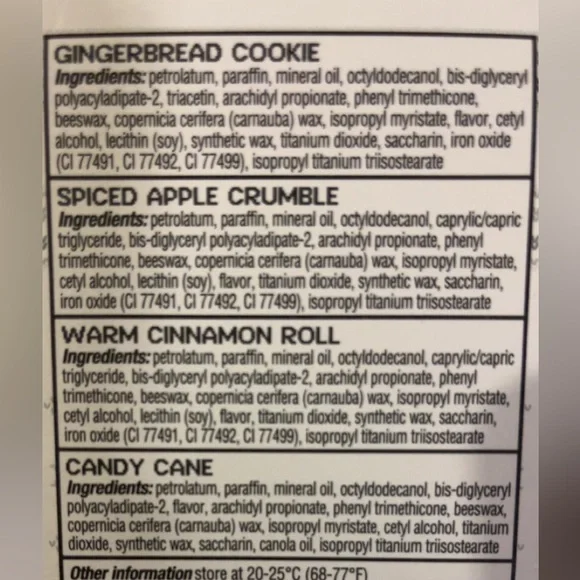 GINGERBREAD COOKIE
Ingredients: petrolatum, paraffin, mineral oil, octyldodecanol, bis-diglyceryl
polyacyladipate-2, triacetin, arachidyl propionate, phenyl trimethicone,
beeswax, copernicia cerifera (carnauba) wax, isopropyl myristate, flavor, cetyl
alcohol, lecithin (soy), synthetic wax, titanium dioxide, saccharin, iron oxide
(CI 77491, CI 77492, CI 77499), isopropyl titanium triisostearate
SPICED APPLE CRUMBLE
Ingredients: petrolatum, paraffin, mineral oil, octyldodecanol, caprylic/capric
triglyceride, bis-diglyceryl polyacyladipate-2, arachidyl propionate, phenyl
trimethicone, beeswax, copernicia cerifera (carnauba) wax, isopropyl myristate,
cetyl alcohol, lecithin (soy), flavor, titanium dioxide, synthetic wax, saccharin,
iron oxide (CI 77491, CI 77492, CI 77499), isopropyl titanium triisostearate
WARM CINNAMON ROLL
Ingredients: petrolatum, paraffin, mineral oil, octyldodecanol, caprylic/capric
triglyceride, bis-diglyceryl polyacyladipate-2, arachidyl propionate, phenyl
trimethicone, beeswax, copernicia cerifera (carnauba) wax, isopropyl myristate,
cetyl alcohol, lecithin (soy), flavor, titanium dioxide, synthetic wax, saccharin,
iron oxide (CI 77491, CI 77492, CI 77499), isopropyl titanium triisostearate
CANDY CANE
Ingredients: petrolatum, paraffin, mineral oil, octyldodecanol, bis-diglyceryl
polyacyladipate-2, flavor, arachidyl propionate, phenyl trimethicone, beeswax,
copernicia cerifera (carnauba) wax, isopropyl myristate, cetyl alcohol, titanium
dioxide, synthetic wax, saccharin, canola oil, isopropyl titanium triisostearate
Other information store at 20-25°C (68-77°F)